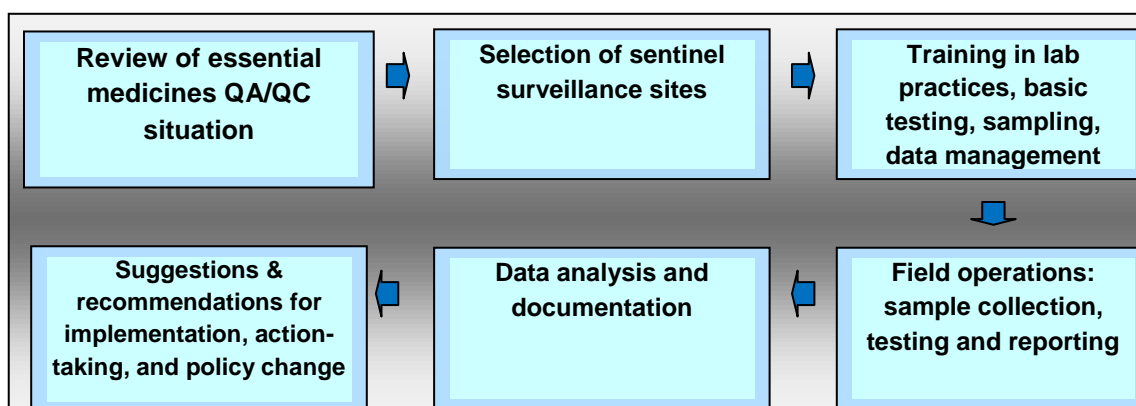 Review of essential
medicines QA/QC
situation
Selection of sentinel
surveillance sites
Training in lab
practices, basic
testing, sampling,
data management
Field operations:
sample collection,
testing and reporting
Data analysis and
documentation
Suggestions &
recommendations for
implementation, action-
taking, and policy change